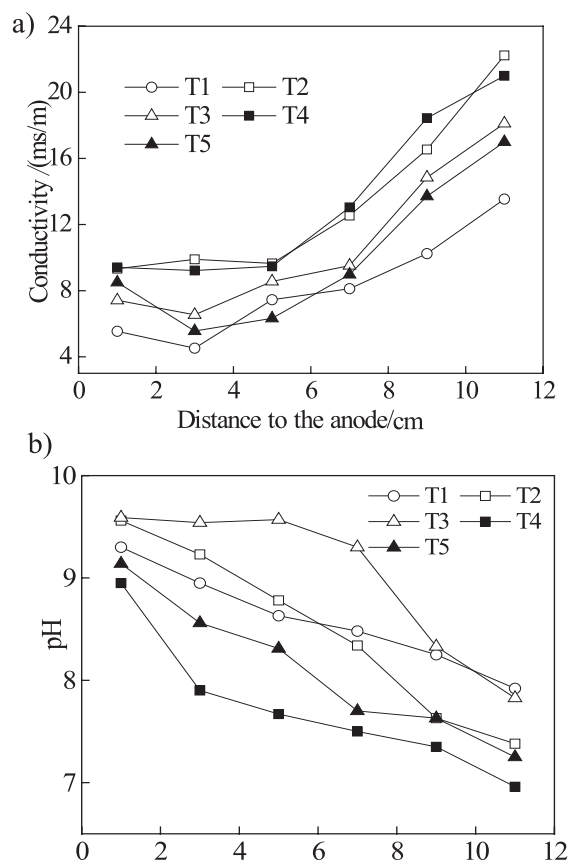 a)
24
20
16
12
8
4
Conductivity /(ms/m)
T1 T2
T3 T4
T5
0 2 4 6 8 10 12
Distance to the anode/cm
b)
10
9
8
7
pH
T1 T2
T3 T4
T5
0 2 4 6 8 10 12